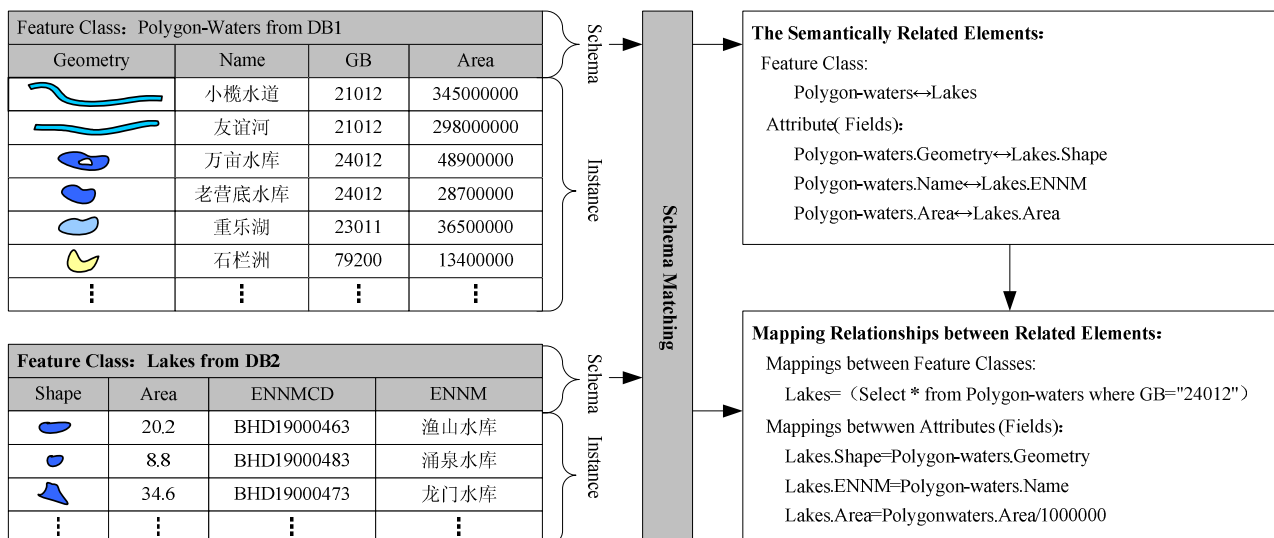 Feature Class: Polygon-Waters from DB1
Geometry Name GB Area
小榄水道 21012 345000000
友谊河 21012 298000000
万亩水库 24012 48900000
老营底水库 24012 28700000
重乐湖 23011 36500000
石栏洲 79200 13400000
Schema
Instance
Feature Class: Lakes from DB2
Shape Area ENNMCD ENNM
20.2 BHD19000463 渔山水库
8.8 BHD19000483 涌泉水库
34.6 BHD19000473 龙门水库
Schema
Instance
Schema Matching
The Semantically Related Elements:
Feature Class:
Polygon-waters↔Lakes
Attribute( Fields):
Polygon-waters.Geometry↔Lakes.Shape
Polygon-waters.Name↔Lakes.ENNM
Polygon-waters.Area↔Lakes.Area
Mapping Relationships between Related Elements:
Mappings between Feature Classes:
Lakes=（Select * from Polygon-waters where GB="24012"）
Mappings betwwen Attributes (Fields):
Lakes.Shape=Polygon-waters.Geometry
Lakes.ENNM=Polygon-waters.Name
Lakes.Area=Polygonwaters.Area/1000000